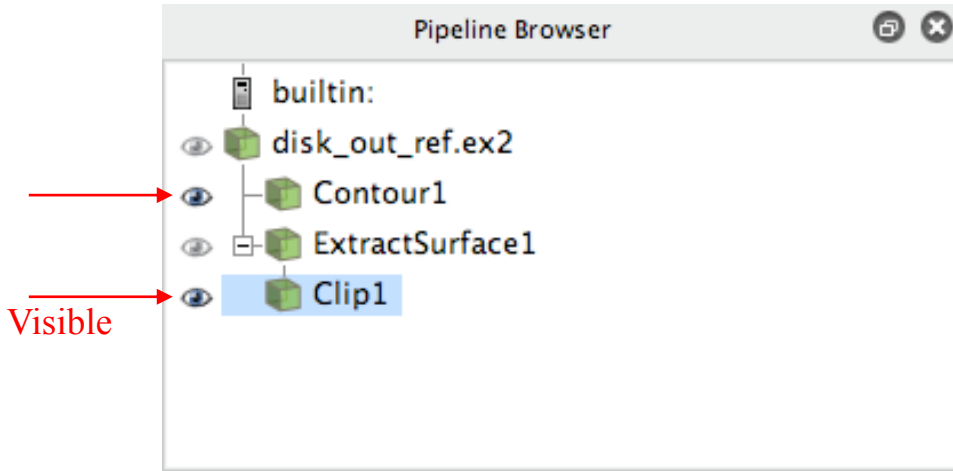 Pipeline Browser
builtin:
disk_out_ref.ex2
Contour1
ExtractSurface1
Clip1
Visible